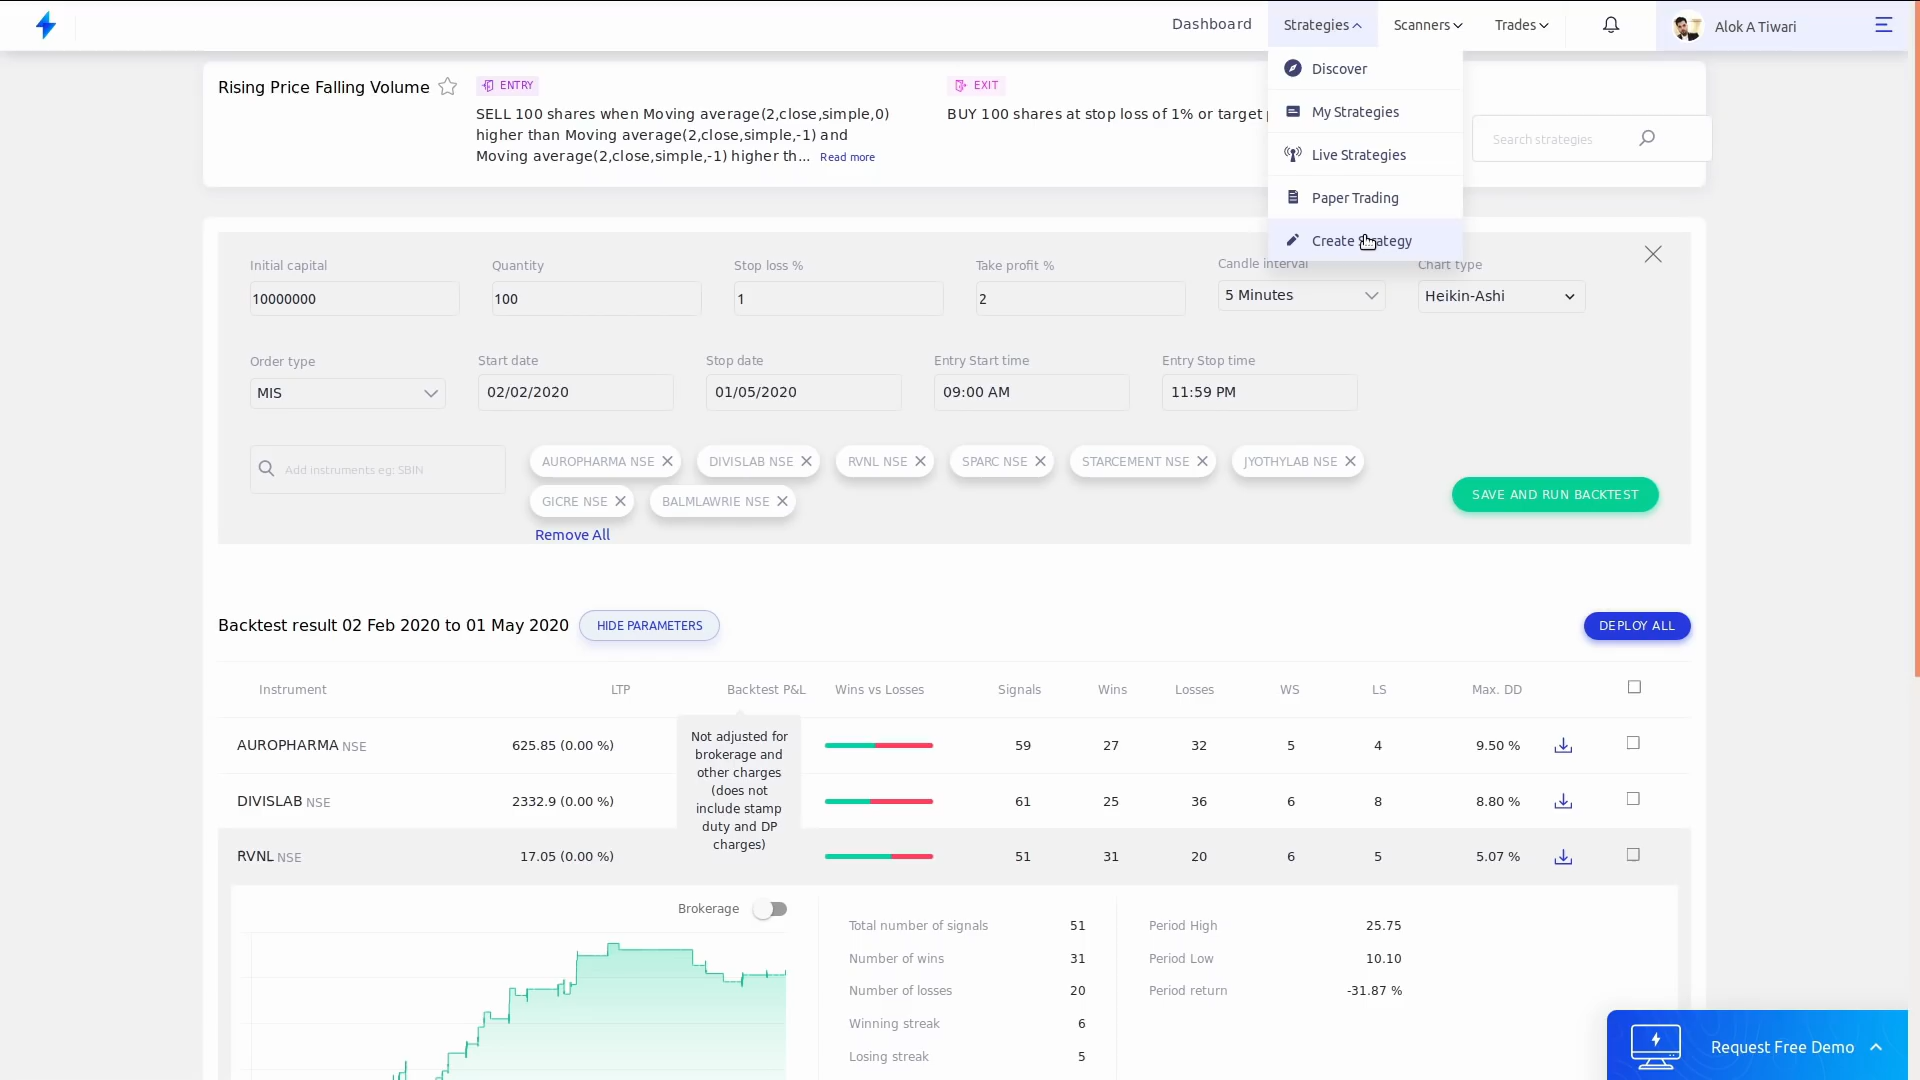 Dashboard
Strategies
Scanners
Trades
Alok A Tiwari
Discover
My Strategies
Live Strategies
Paper Trading
Create Strategy
Rising Price Falling Volume
ENTRY
SELL 100 shares when Moving average(2,close,simple,0)
higher than Moving average(2,close,simple,-1) and
Moving average(2,close,simple,-1) higher th... Read more
EXIT
BUY 100 shares at stop loss of 1% or target
Search strategies
Initial capital
10000000
Quantity
100
Stop loss %
1
Take profit %
2
Candle interval
5 Minutes
Chart type
Heikin-Ashi
Order type
MIS
Start date
02/02/2020
Stop date
01/05/2020
Entry Start time
09:00 AM
Entry Stop time
11:59 PM
Add instruments eg: SBIN
AUROPHARMA NSE
DIVISLAB NSE
RVNL NSE
SPARC NSE
STARCEMENT NSE
JYOTHYLAB NSE
GICRE NSE
BALMLAWRIE NSE
Remove All
SAVE AND RUN BACKTEST
Backtest result 02 Feb 2020 to 01 May 2020
HIDE PARAMETERS
DEPLOY ALL
Instrument LTP Backtest P&L Wins vs Losses Signals Wins Losses WS LS Max. DD
AUROPHARMA NSE 625.85 (0.00 %) 59 27 32 5 4 9.50 %
DIVISLAB NSE 2332.9 (0.00 %) 61 25 36 6 8 8.80 %
RVNL NSE 17.05 (0.00 %) 51 31 20 6 5 5.07 %
Not adjusted for
brokerage and
other charges
(does not
include stamp
duty and DP
charges)
Brokerage
Total number of signals 51
Number of wins 31
Number of losses 20
Winning streak 6
Losing streak 5
Period High 25.75
Period Low 10.10
Period return -31.87 %
Request Free Demo